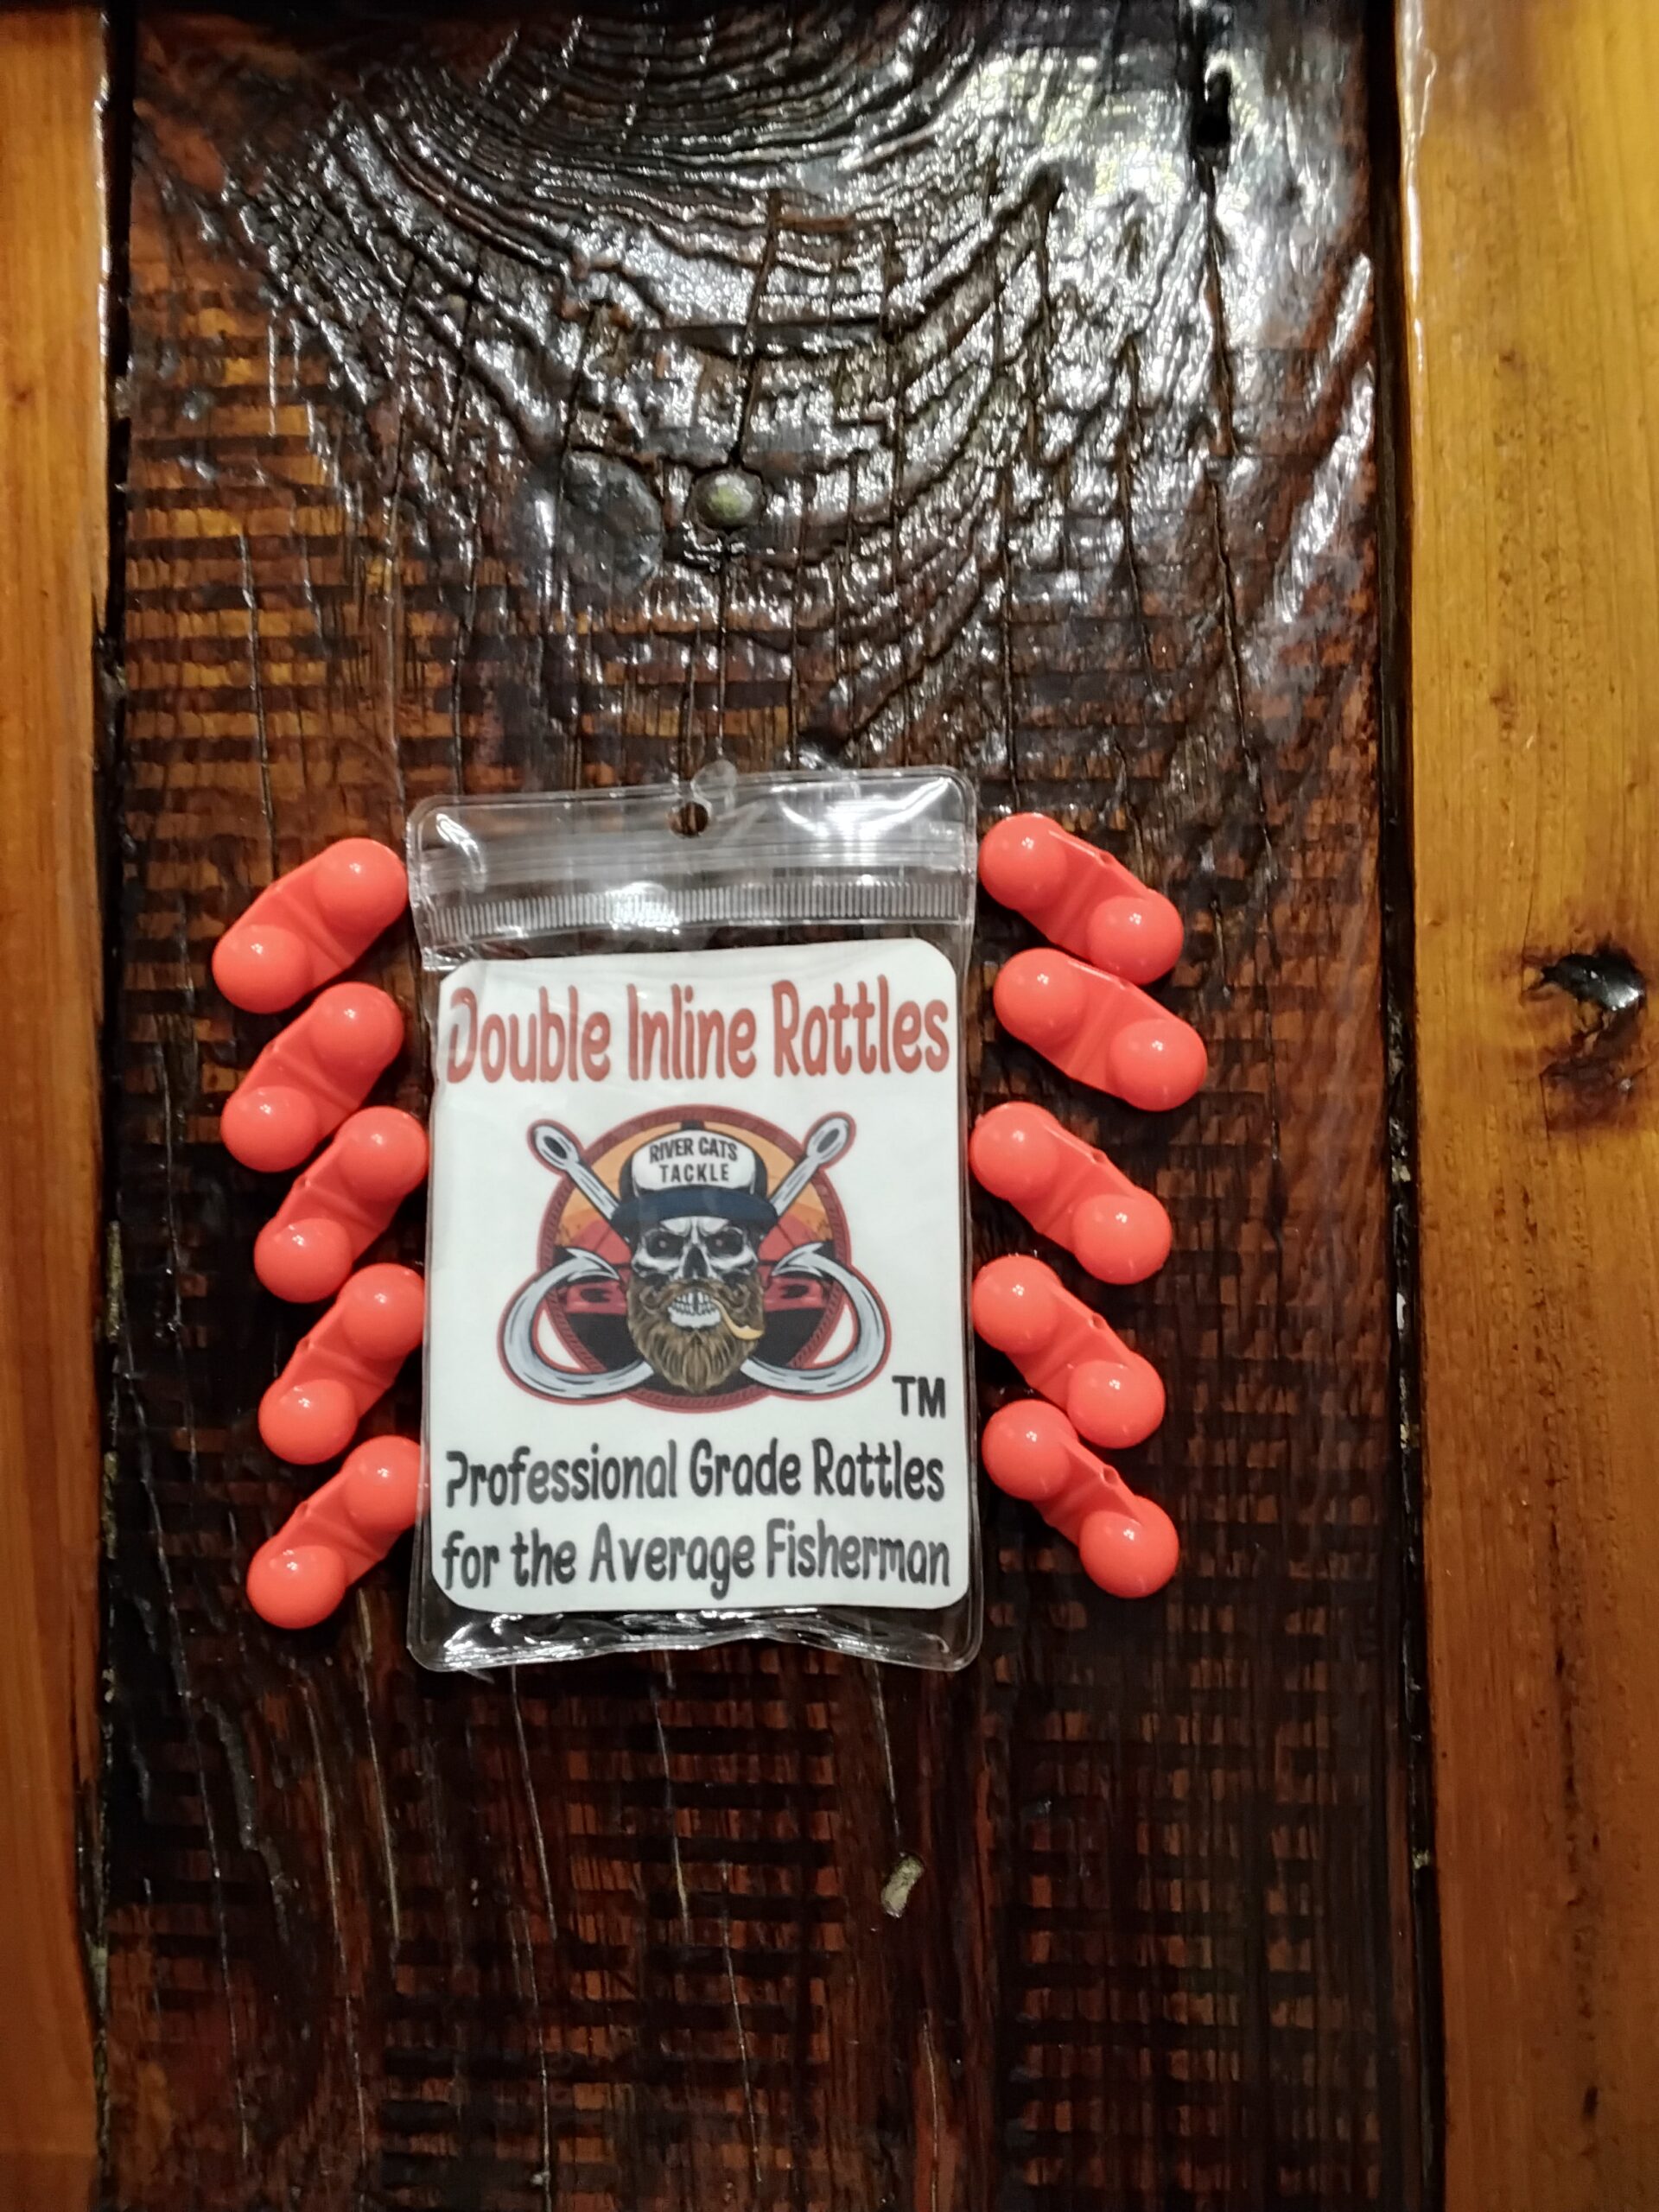 Double Inline Rattles
RIVER CATS
TACKLE
TM
Professional Grade Rattles
for the Average Fisherman